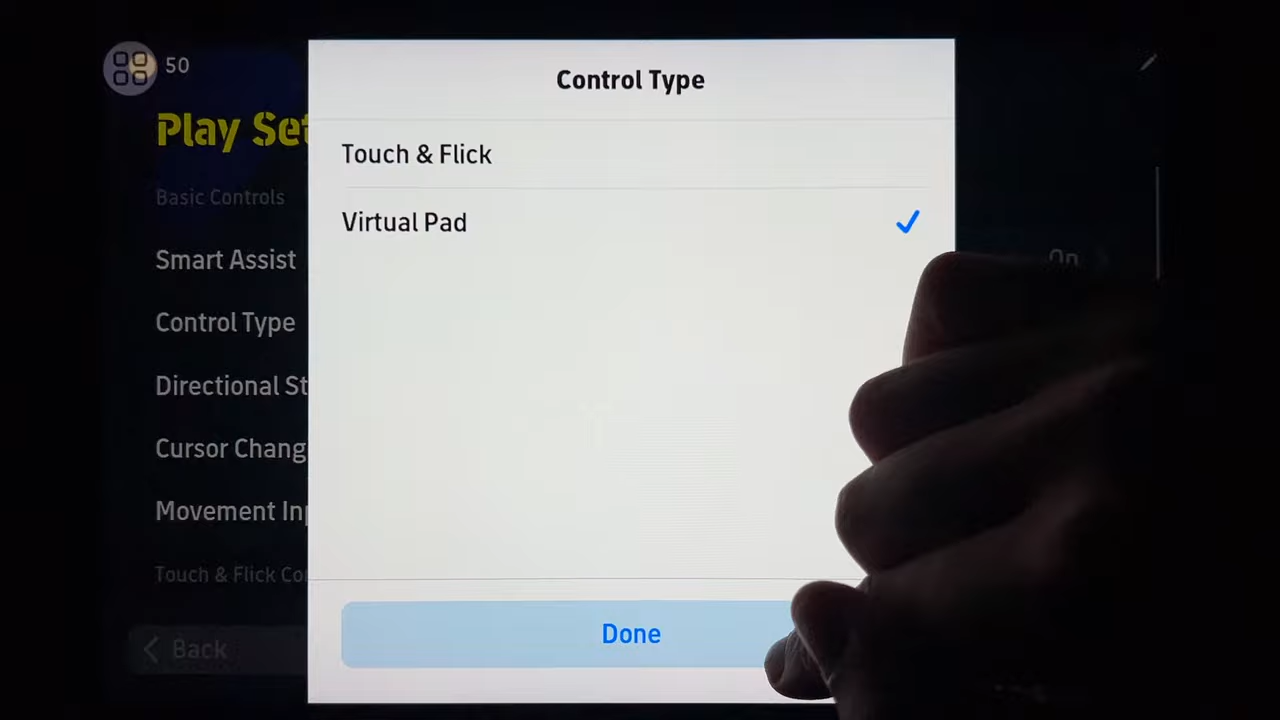 50
Play Set
Basic Controls
Smart Assist
On
Control Type
Directional St
Cursor Chang
Movement Inp
Touch & Flick Co
Back
Control Type
Touch & Flick
Virtual Pad
Done